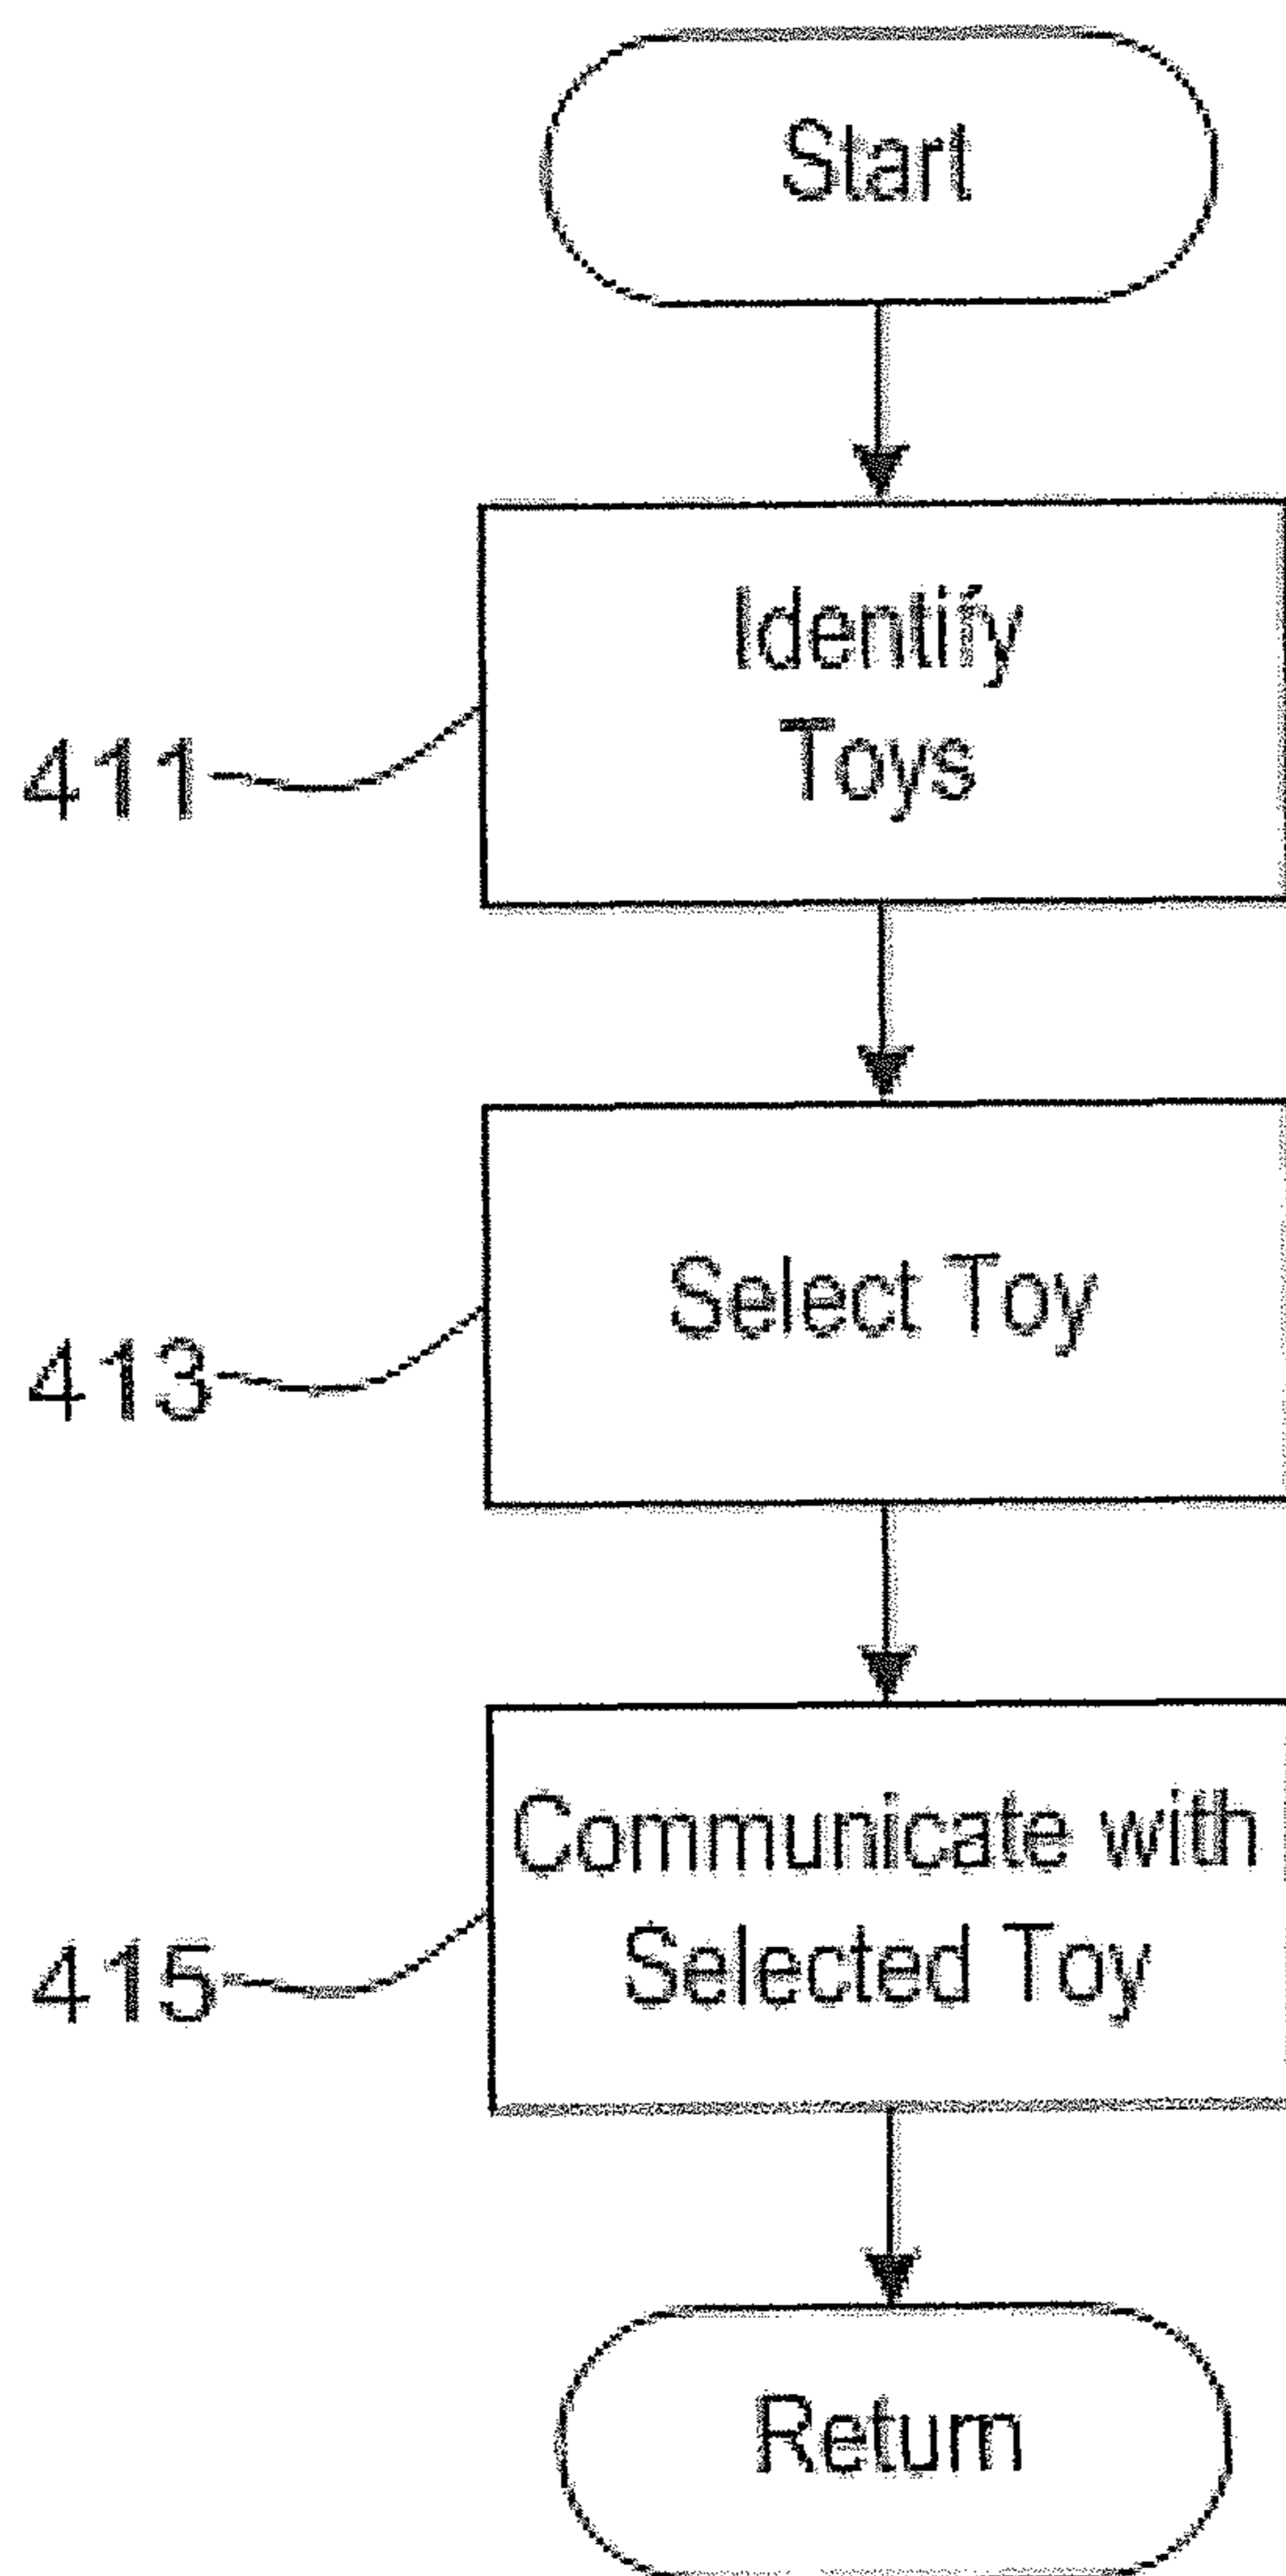 Start
Identify
Toys
411
Select Toy
413
Communicate with
Selected Toy
415
Return